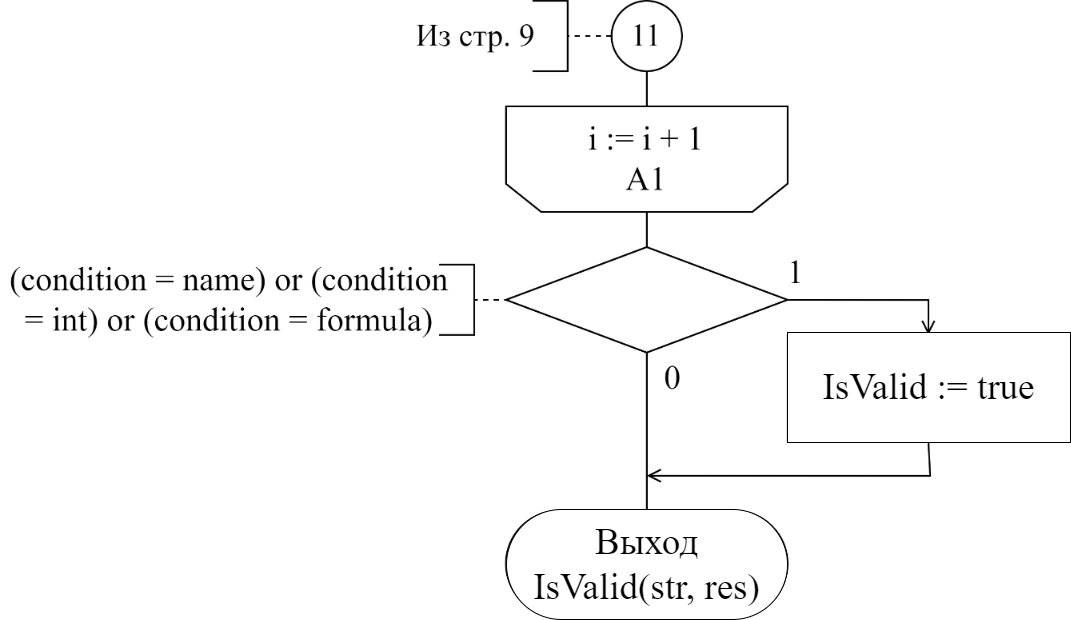 Из стр. 9
11
i := i + 1
A1
(condition = name) or (condition
= int) or (condition = formula)
1
0
IsValid := true
Выход
IsValid(str, res)